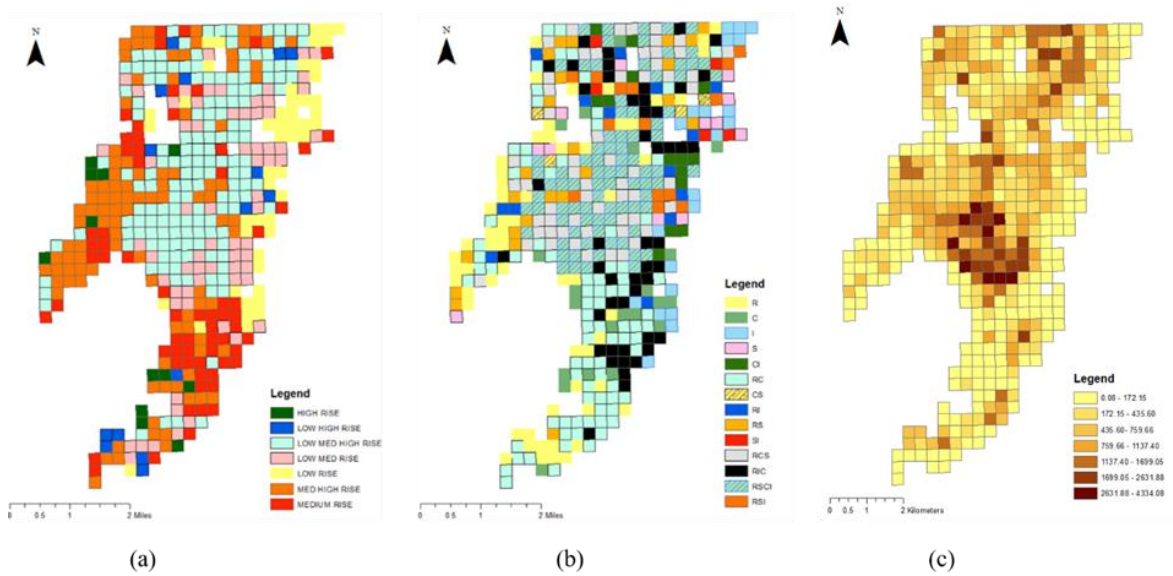 N
Legend
HIGH RISE
LOW HIGH RISE
LOW MED HIGH RISE
LOW MED RISE
LOW RISE
MED HIGH RISE
MEDIUM RISE
0 0.5 1 2 Miles
(a)
N
Legend
R
C
I
S
CI
RC
CS
RI
RS
SI
RCS
RIC
RSCI
RSI
0 0.5 1 2 Miles
(b)
N
Legend
0.08 - 172.15
172.15 - 435.60
435.60 - 759.66
759.66 - 1137.40
1137.40 - 1699.05
1699.05 - 2631.88
2631.88 - 4334.08
0 0.5 1 2 Kilometers
(c)